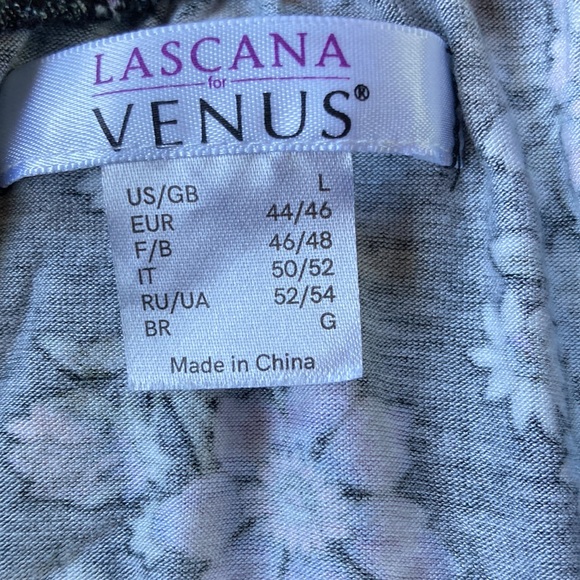 LASCANA
for
VENUS®
US/GB L
EUR 44/46
F/B 46/48
IT 50/52
RU/UA 52/54
BR G
Made in China